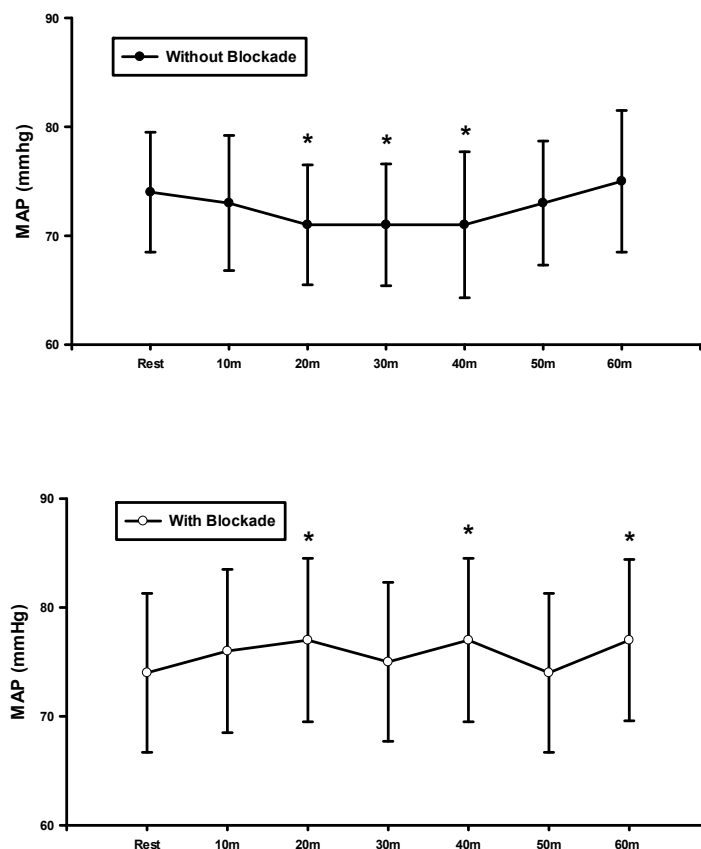 90
Without Blockade
80
* * *
MAP (mmhg)
70
60
Rest 10m 20m 30m 40m 50m 60m
90
With Blockade
* * *
80
MAP (mmHg)
70
60
Rest 10m 20m 30m 40m 50m 60m